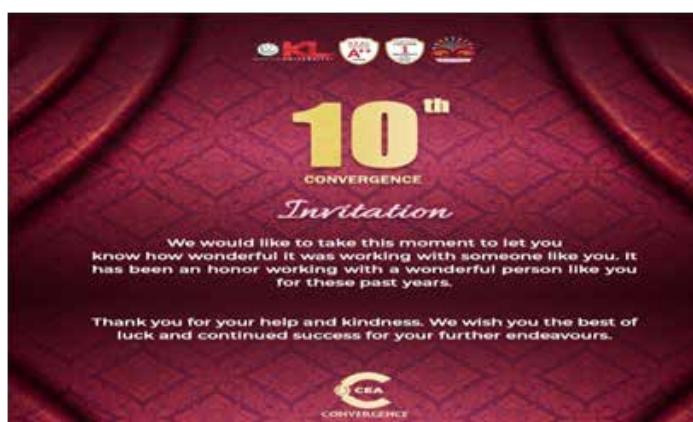 KL
A++
10th
CONVERGENCE
Invitation
We would like to take this moment to let you
know how wonderful it was working with someone like you. It
has been an honor working with a wonderful person like you
for these past years.
Thank you for your help and kindness. We wish you the best of
luck and continued success for your further endeavours.
CEA
CONVERGENCE